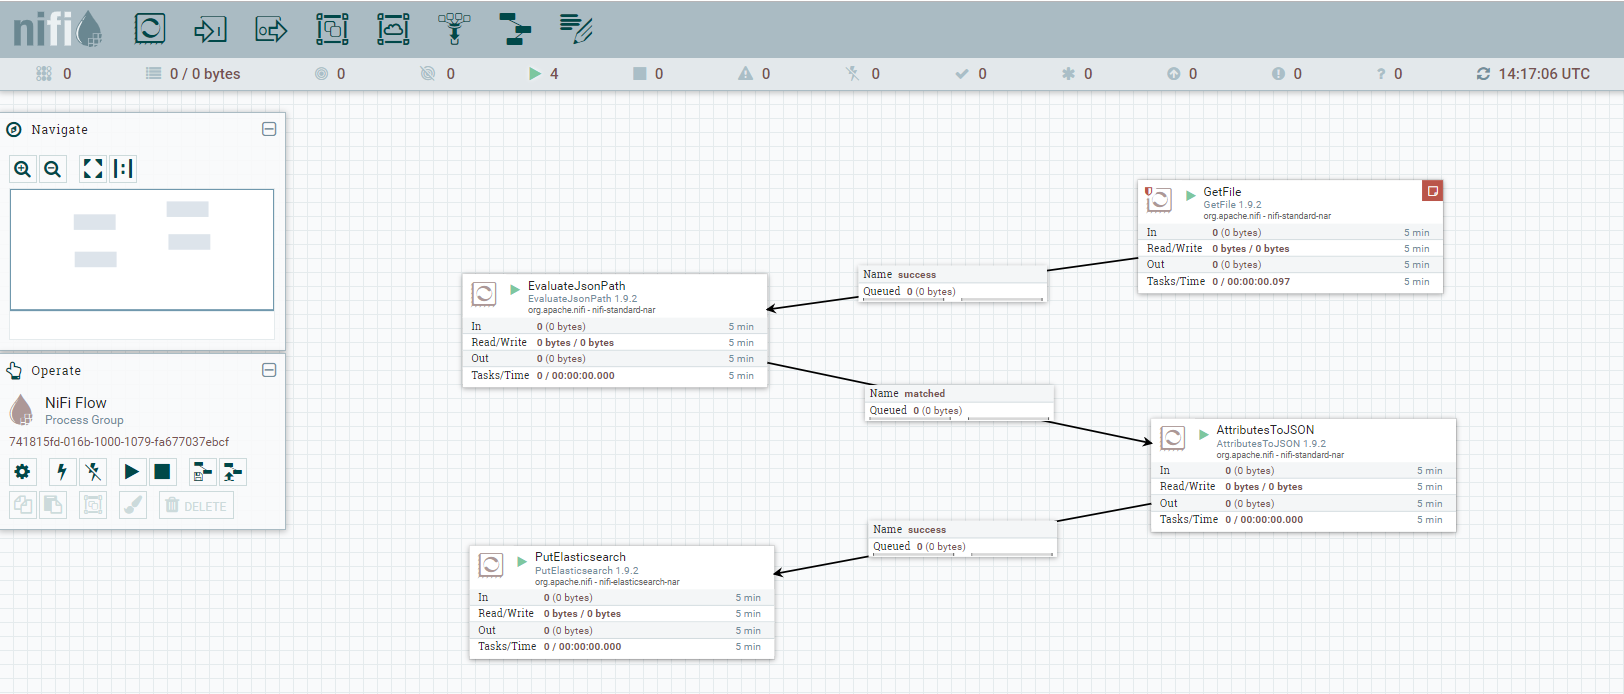 nifi
0
0 / 0 bytes
0
0
4
0
0
0
0
0
0
0
? 0
14:17:06 UTC
Navigate
Operate
NiFi Flow
Process Group
741815fd-016b-1000-1079-fa677037ebcf
DELETE
GetFile
GetFile 1.9.2
org.apache.nifi - nifi-standard-nar
In 0 (0 bytes) 5 min
Read/Write 0 bytes / 0 bytes 5 min
Out 0 (0 bytes) 5 min
Tasks/Time 0 / 00:00:00.097 5 min
Name success
Queued 0 (0 bytes)
EvaluateJsonPath
EvaluateJsonPath 1.9.2
org.apache.nifi - nifi-standard-nar
In 0 (0 bytes) 5 min
Read/Write 0 bytes / 0 bytes 5 min
Out 0 (0 bytes) 5 min
Tasks/Time 0 / 00:00:00.000 5 min
Name matched
Queued 0 (0 bytes)
AttributesToJSON
AttributesToJSON 1.9.2
org.apache.nifi - nifi-standard-nar
In 0 (0 bytes) 5 min
Read/Write 0 bytes / 0 bytes 5 min
Out 0 (0 bytes) 5 min
Tasks/Time 0 / 00:00:00.000 5 min
Name success
Queued 0 (0 bytes)
PutElasticsearch
PutElasticsearch 1.9.2
org.apache.nifi - nifi-elasticsearch-nar
In 0 (0 bytes) 5 min
Read/Write 0 bytes / 0 bytes 5 min
Out 0 (0 bytes) 5 min
Tasks/Time 0 / 00:00:00.000 5 min